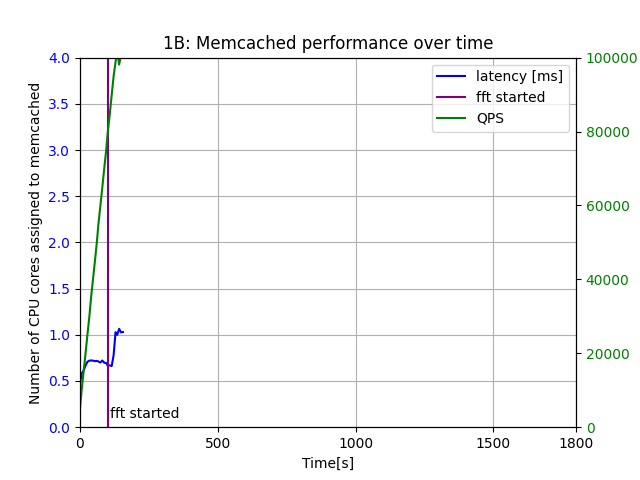 1B: Memcached performance over time
4.0
3.5
3.0
2.5
2.0
1.5
1.0
0.5
0.0
Number of CPU cores assigned to memcached
latency [ms]
fft started
QPS
fft started
100000
80000
60000
40000
20000
0
0
500
1000
1500
1800
Time[s]